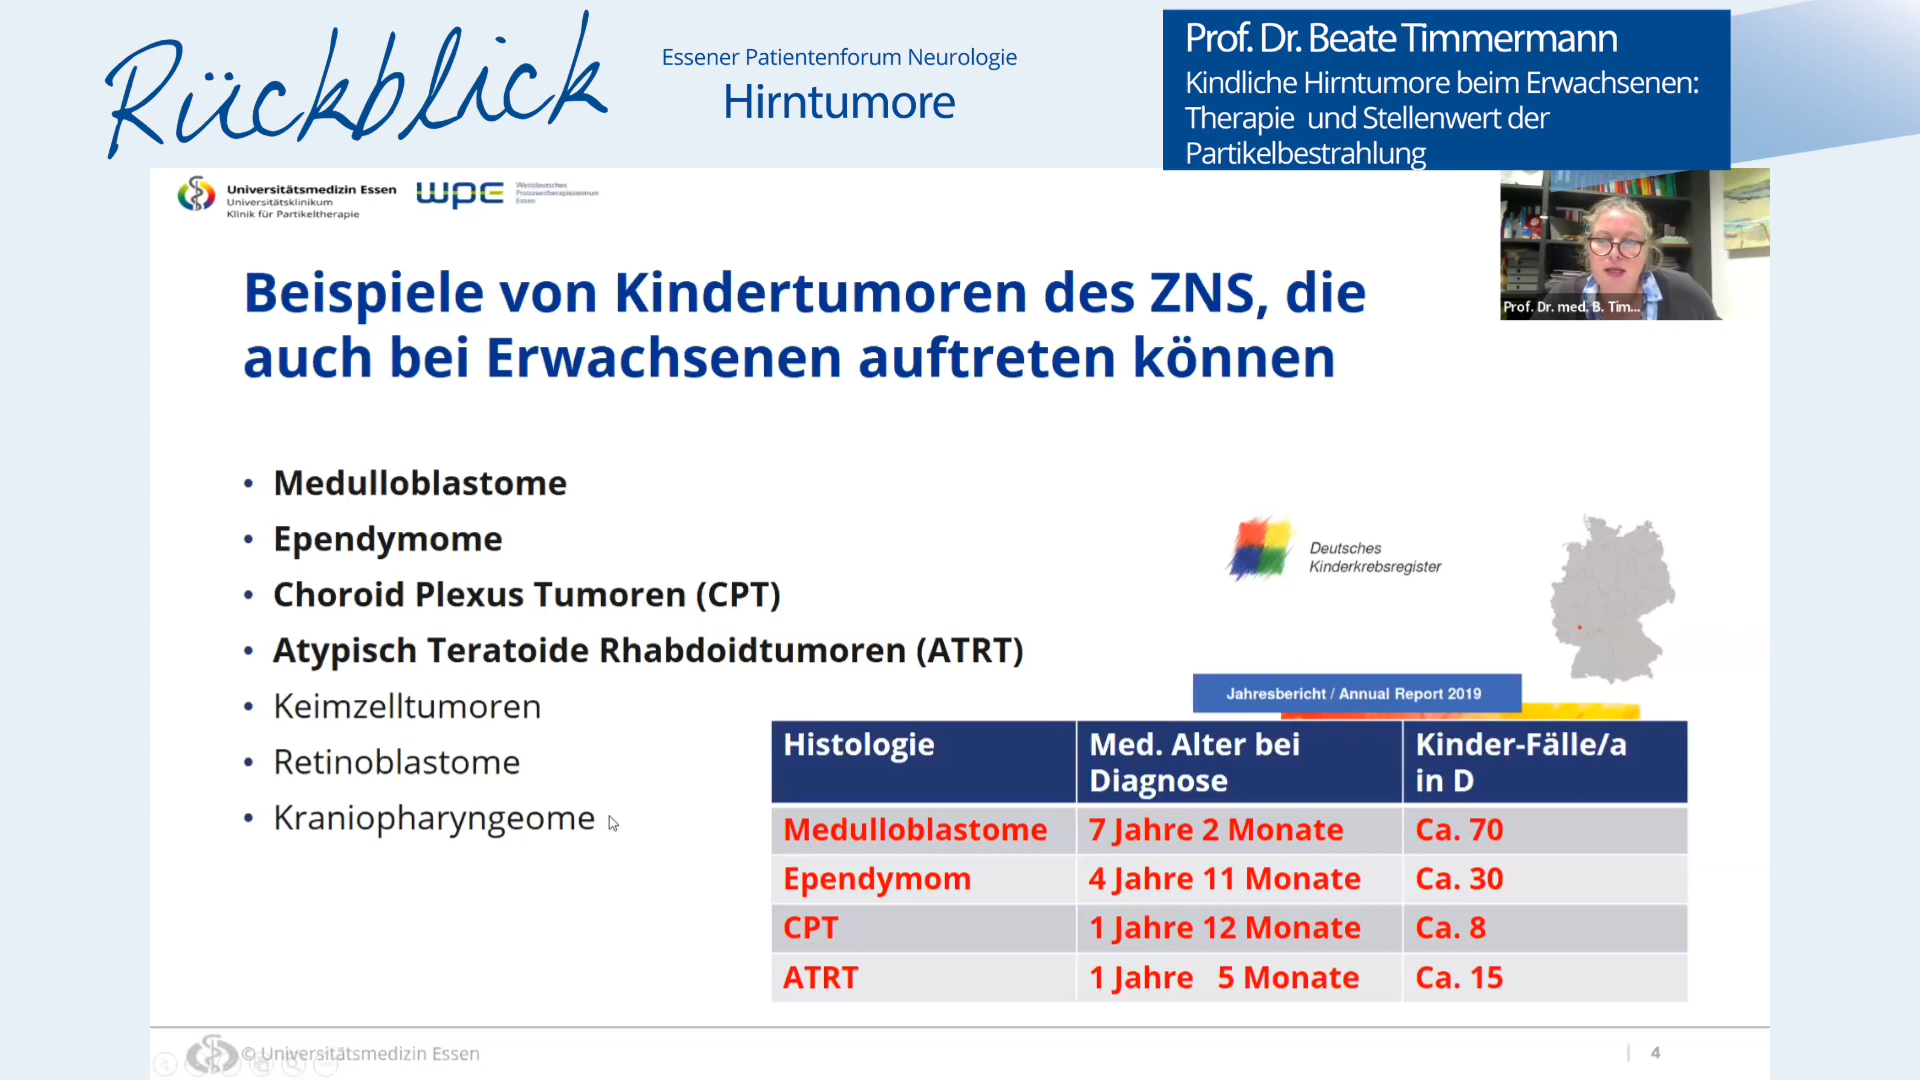 Rückblick
Essener Patientenforum Neurologie
Hirntumore
Prof. Dr. Beate Timmermann
Kindliche Hirntumore beim Erwachsenen:
Therapie und Stellenwert der
Partikelbestrahlung
Universitätsmedizin Essen
Universitätsklinikum
Klinik für Partikeltherapie
WPE
Westdeutsches
Protonentherapiezentrum
Essen
Prof. Dr. med. B. Tim...
Beispiele von Kindertumoren des ZNS, die
auch bei Erwachsenen auftreten können
• Medulloblastome
• Ependymome
• Choroid Plexus Tumoren (CPT)
• Atypisch Teratoide Rhabdoidtumoren (ATRT)
• Keimzelltumoren
• Retinoblastome
• Kraniopharyngeome
Deutsches
Kinderkrebsregister
Jahresbericht / Annual Report 2019
Histologie Med. Alter bei Diagnose Kinder-Fälle/a in D
Medulloblastome 7 Jahre 2 Monate Ca. 70
Ependymom 4 Jahre 11 Monate Ca. 30
CPT 1 Jahre 12 Monate Ca. 8
ATRT 1 Jahre 5 Monate Ca. 15
© Universitätsmedizin Essen
4